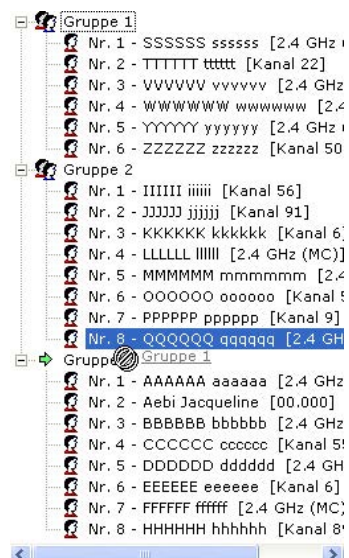 Gruppe 1
Nr. 1 - SSSSSS ssssss [2.4 GHz
Nr. 2 - TTTTTT tttttt [Kanal 22]
Nr. 3 - VVVVVV vvvvvv [2.4 GHz
Nr. 4 - WWWWWW wwwwww [2.4
Nr. 5 - YYYYYY yyyyyy [2.4 GHz
Nr. 6 - ZZZZZZ zzzzzz [Kanal 50
Gruppe 2
Nr. 1 - IIIIII iiiiii [Kanal 56]
Nr. 2 - JJJJJJ jjjjjj [Kanal 91]
Nr. 3 - KKKKKK kkkkkk [Kanal 6]
Nr. 4 - LLLLLL llllll [2.4 GHz (MC)]
Nr. 5 - MMMMMM mmmmmm [2.4
Nr. 6 - OOOOOO oooooo [Kanal 5
Nr. 7 - PPPPPP pppppp [Kanal 9]
Nr. 8 - QQQQQQ qqqqqq [2.4 GH
Gruppe Gruppe 1
Nr. 1 - AAAAAA aaaaaa [2.4 GHz
Nr. 2 - Aebi Jacqueline [00.000]
Nr. 3 - BBBBBB bbbbbb [2.4 GHz
Nr. 4 - CCCCCC cccccc [Kanal 55
Nr. 5 - DDDDDD dddddd [2.4 GHz
Nr. 6 - EEEEEE eeeeee [Kanal 6]
Nr. 7 - FFFFFF ffffff [2.4 GHz (MC)
Nr. 8 - HHHHHH hhhhhh [Kanal 89